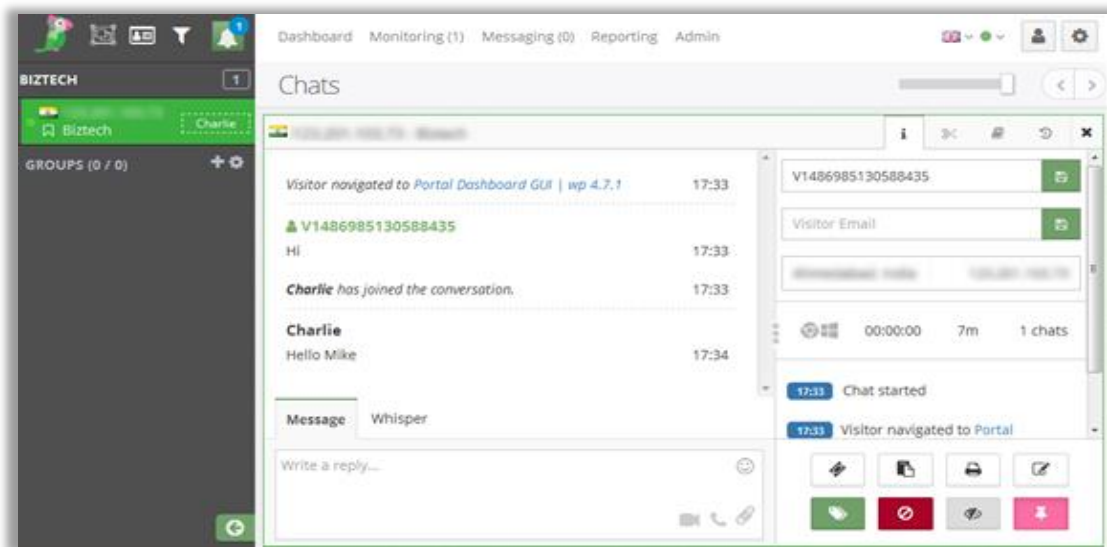 1
Dashboard Monitoring (1) Messaging (0) Reporting Admin
BIZTECH 1
Biztech Charlie
GROUPS (0 / 0)
Chats
i
Visitor navigated to Portal Dashboard GUI | wp 4.7.1 17:33
V1486985130588435
Hi 17:33
Charlie has joined the conversation. 17:33
Charlie
Hello Mike 17:34
Message Whisper
Write a reply...
V1486985130588435
Visitor Email
00:00:00 7m 1 chats
17:33 Chat started
17:33 Visitor navigated to Portal